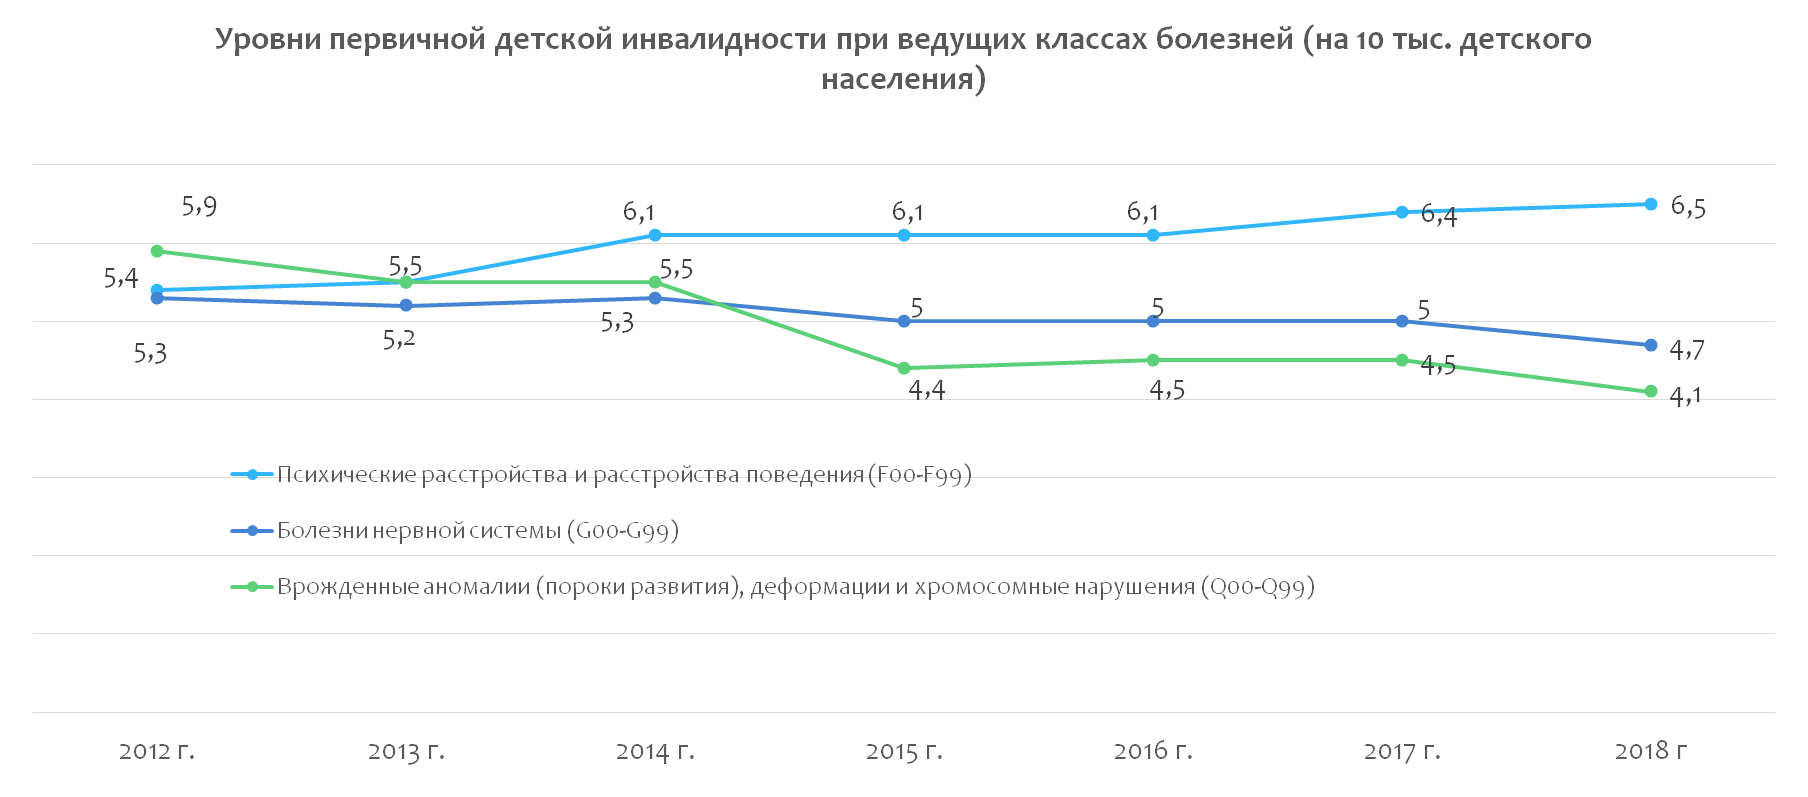 Уровни первичной детской инвалидности при ведущих классах болезней (на 10 тыс. детского
населения)
5,9
6,1
6,1
6,1
6,4
6,5
5,4
5,5
5,5
5,3
5,2
5,3
5
5
5
4,7
4,4
4,5
4,5
4,1
Психические расстройства и расстройства поведения (F00-F99)
Болезни нервной системы (G00-G99)
Врожденные аномалии (пороки развития), деформации и хромосомные нарушения (Q00-Q99)
2012 г.
2013 г.
2014 г.
2015 г.
2016 г.
2017 г.
2018 г